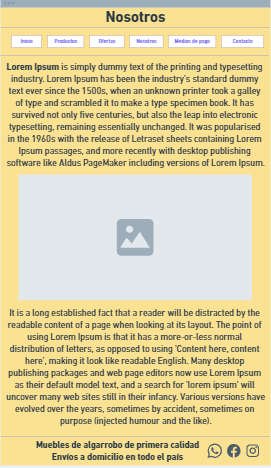 Nosotros
Inicio Productos Ofertas Nosotros Medios de pago Contacto
Lorem Ipsum is simply dummy text of the printing and typesetting
industry. Lorem Ipsum has been the industry's standard dummy
text ever since the 1500s, when an unknown printer took a galley
of type and scrambled it to make a type specimen book. It has
survived not only five centuries, but also the leap into electronic
typesetting, remaining essentially unchanged. It was popularised
in the 1960s with the release of Letraset sheets containing Lorem
Ipsum passages, and more recently with desktop publishing
software like Aldus PageMaker including versions of Lorem Ipsum.
It is a long established fact that a reader will be distracted by the
readable content of a page when looking at its layout. The point of
using Lorem Ipsum is that it has a more-or-less normal
distribution of letters, as opposed to using 'Content here, content
here', making it look like readable English. Many desktop
publishing packages and web page editors now use Lorem Ipsum
as their default model text, and a search for 'lorem ipsum' will
uncover many web sites still in their infancy. Various versions have
evolved over the years, sometimes by accident, sometimes on
purpose (injected humour and the like).
Muebles de algarrobo de primera calidad
Envíos a domicilio en todo el país